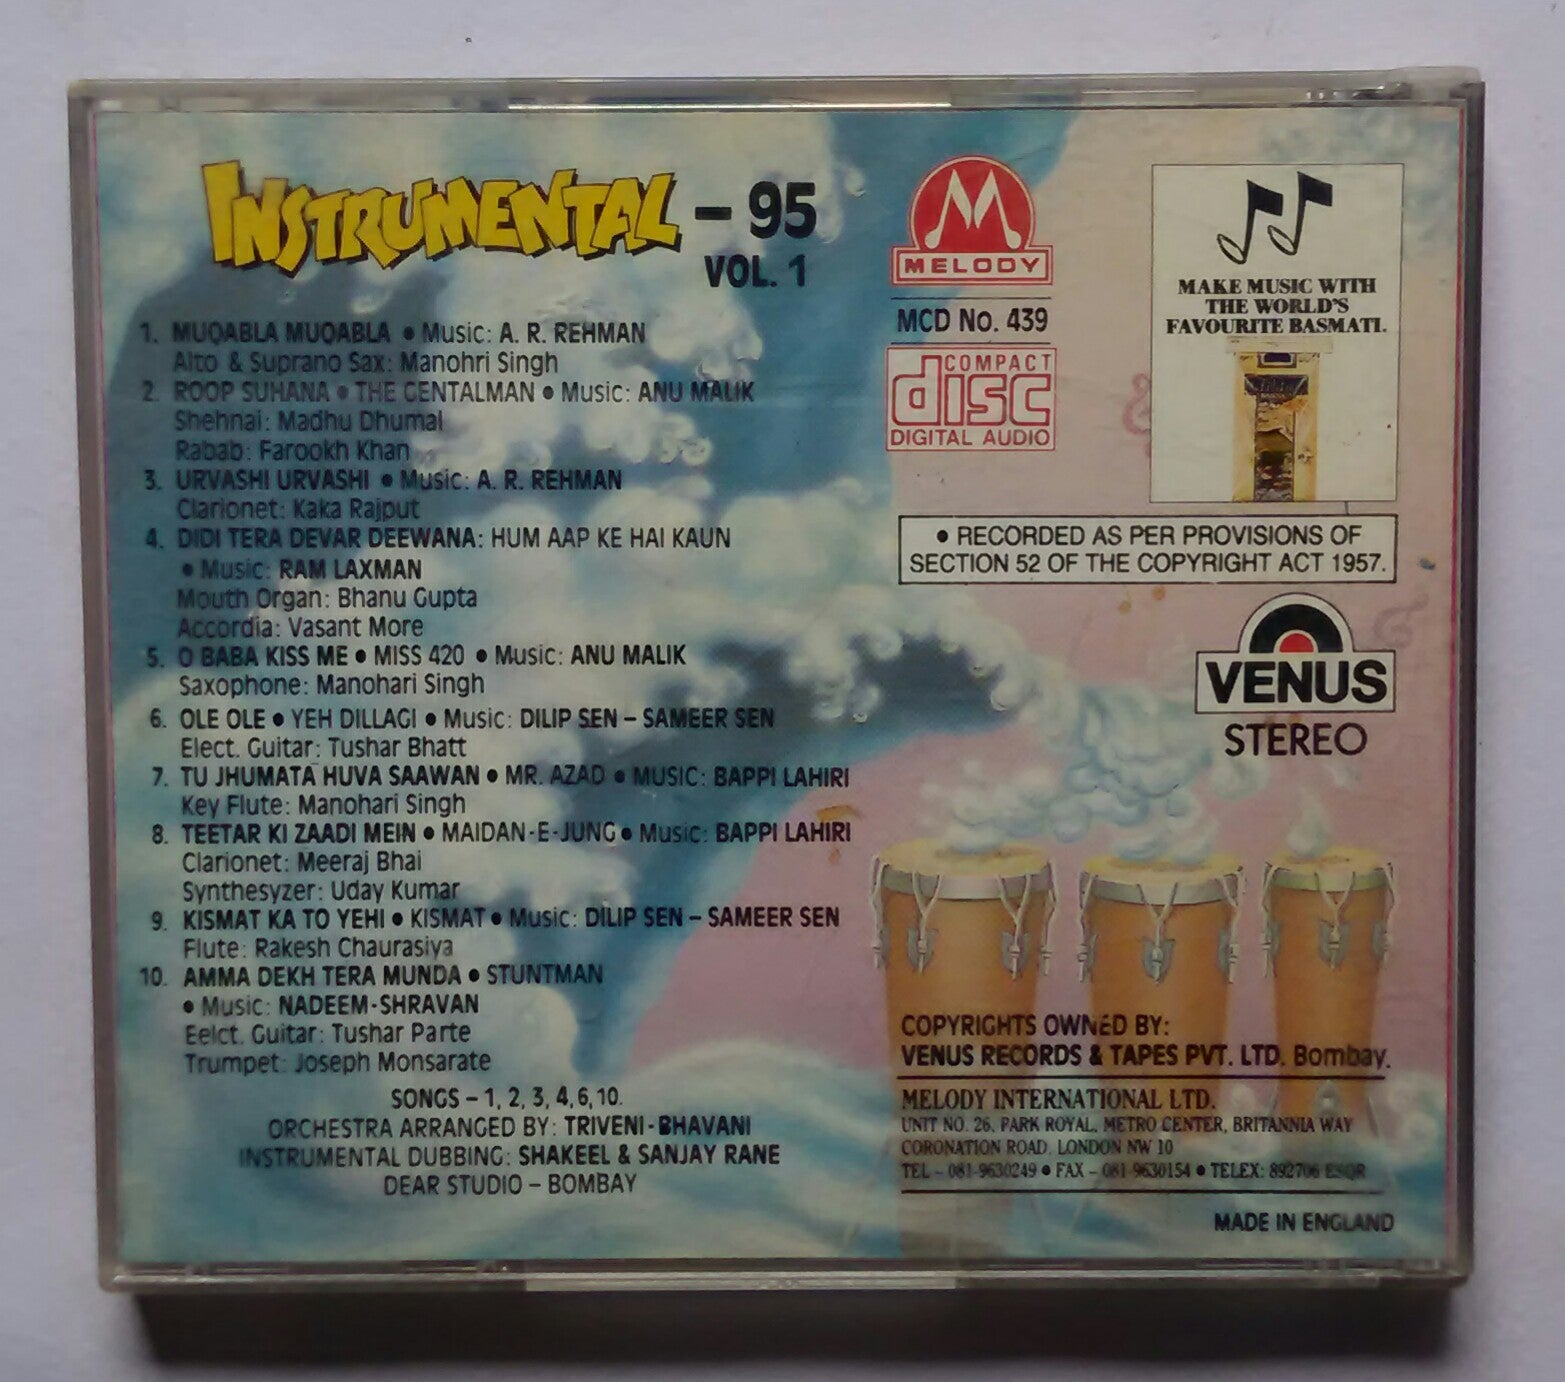 INSTRUMENTAL – 95
VOL. 1
1. MUQABLA MUQABLA • Music: A. R. REHMAN
Alto & Suprano Sax: Manohri Singh
2. ROOP SUHANA • THE GENTALMAN • Music: ANU MALIK
Shehnai: Madhu Dhumal
Rabab: Farookh Khan
3. URVASHI URVASHI • Music: A. R. REHMAN
Clarionet: Kaka Rajput
4. DIDI TERA DEVAR DEEWANA: HUM AAP KE HAI KAUN
• Music: RAM LAXMAN
Mouth Organ: Bhanu Gupta
Accordia: Vasant More
5. O BABA KISS ME • MISS 420 • Music: ANU MALIK
Saxophone: Manohari Singh
6. OLE OLE • YEH DILLAGI • Music: DILIP SEN – SAMEER SEN
Elect. Guitar: Tushar Bhatt
7. TU JHUMATA HUVA SAAWAN • MR. AZAD • MUSIC: BAPPI LAHIRI
Key Flute: Manohari Singh
8. TEETAR KI ZAADI MEIN • MAIDAN-E-JUNG • Music: BAPPI LAHIRI
Clarionet: Meeraj Bhai
Synthesyzer: Uday Kumar
9. KISMAT KA TO YEHI • KISMAT • Music: DILIP SEN – SAMEER SEN
Flute: Rakesh Chaurasiya
10. AMMA DEKH TERA MUNDA • STUNTMAN
• Music: NADEEM-SHRAVAN
Eelct. Guitar: Tushar Parte
Trumpet: Joseph Monsarate
SONGS – 1, 2, 3, 4, 6, 10.
ORCHESTRA ARRANGED BY: TRIVENI-BHAVANI
INSTRUMENTAL DUBBING: SHAKEEL & SANJAY RANE
DEAR STUDIO – BOMBAY
M
MELODY
MCD No. 439
COMPACT
disc
DIGITAL AUDIO
MAKE MUSIC WITH
THE WORLD'S
FAVOURITE BASMATI.
• RECORDED AS PER PROVISIONS OF
SECTION 52 OF THE COPYRIGHT ACT 1957.
VENUS
STEREO
COPYRIGHTS OWNED BY:
VENUS RECORDS & TAPES PVT. LTD. Bombay.
MELODY INTERNATIONAL LTD.
UNIT NO. 26, PARK ROYAL, METRO CENTER, BRITANNIA WAY
CORONATION ROAD. LONDON NW 10
TEL – 081-9630249 • FAX – 081-9630154 • TELEX: 892706 ESQR
MADE IN ENGLAND